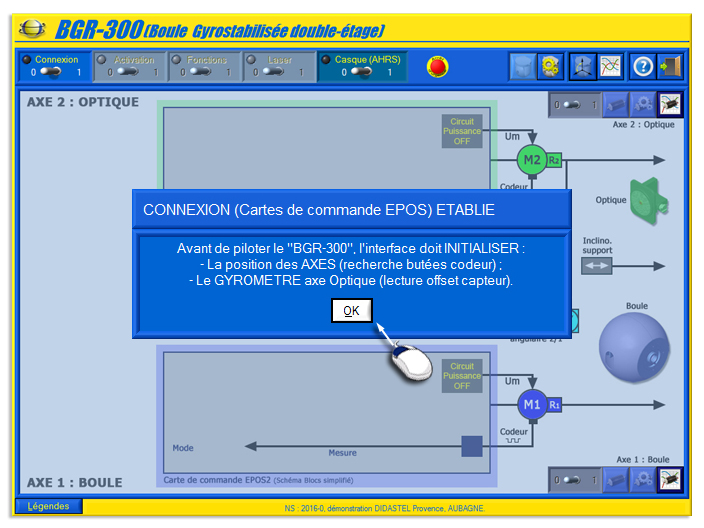 BGR-300 (Boule Gyrostabilisée double-étage)
Connexion Activation Fonctions Laser Casque (AHRS)
0 1 0 1 0 1 0 1 0 1
AXE 2 : OPTIQUE
0 1
Axe 2 : Optique
Circuit
Puissance
OFF
Um
M2 R2
Codeur
Optique
CONNEXION (Cartes de commande EPOS) ETABLIE
Avant de piloter le "BGR-300", l'interface doit INITIALISER :
- La position des AXES (recherche butées codeur) ;
- Le GYROMETRE axe Optique (lecture offset capteur).
OK
Inclino.
support
Boule
angulaire 2/1
Circuit
Puissance
OFF
Um
M1 R1
Codeur
Mode
Mesure
Axe 1 : Boule
AXE 1 : BOULE
Carte de commande EPOS2 (Schéma Blocs simplifié)
0 1
Légendes
NS : 2016-0, démonstration DIDASTEL Provence, AUBAGNE.